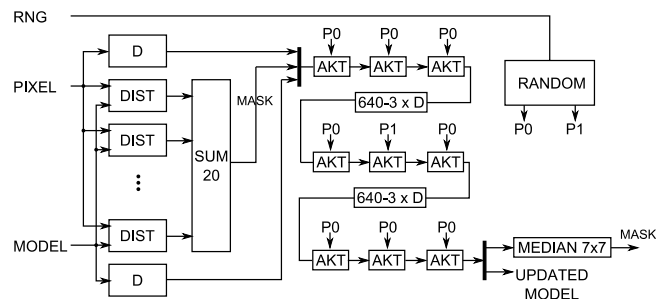 RNG
P0 P0 P0
D
AKT AKT AKT
PIXEL
DIST
RANDOM
MASK
640-3 x D
DIST
P0 P1
SUM
20
P0 P1 P0
AKT AKT AKT
...
640-3 x D
DIST
P0 P0 P0
MODEL
MEDIAN 7x7
MASK
AKT AKT AKT
D
UPDATED
MODEL